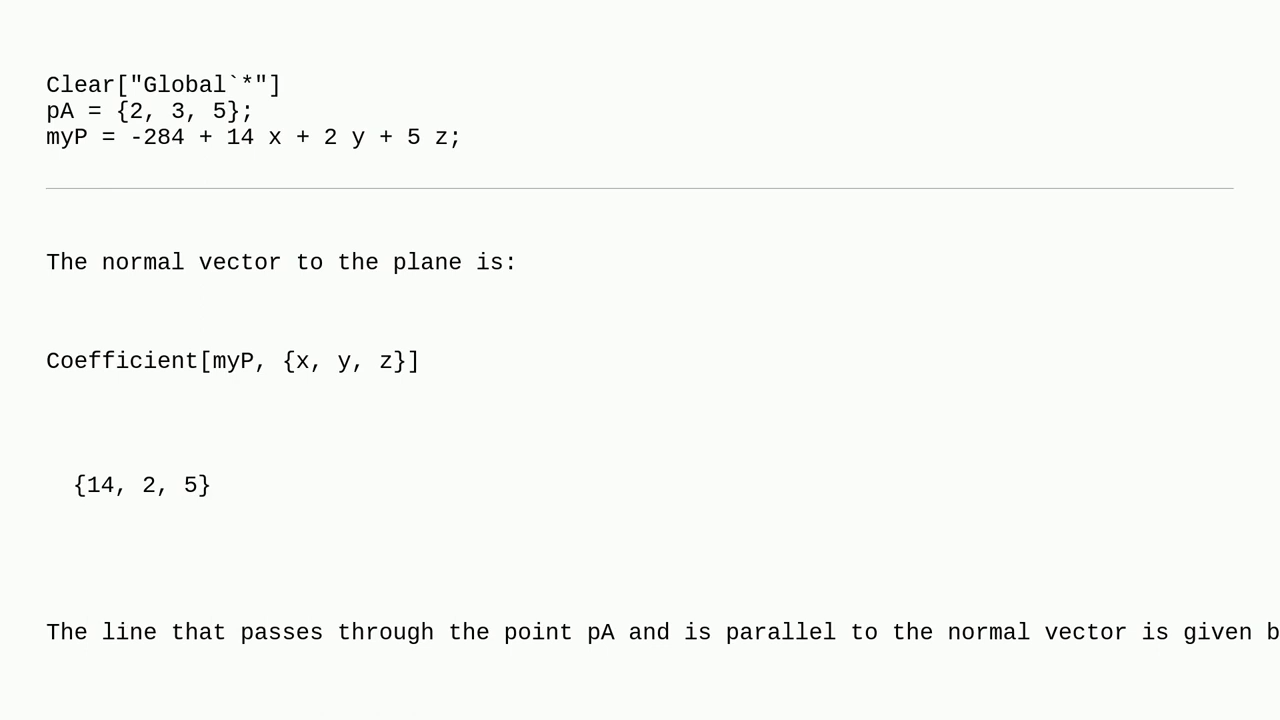 Clear["Global`*"]
pA = {2, 3, 5};
myP = -284 + 14 x + 2 y + 5 z;
The normal vector to the plane is:
Coefficient[myP, {x, y, z}]
{14, 2, 5}
The line that passes through the point pA and is parallel to the normal vector is given b